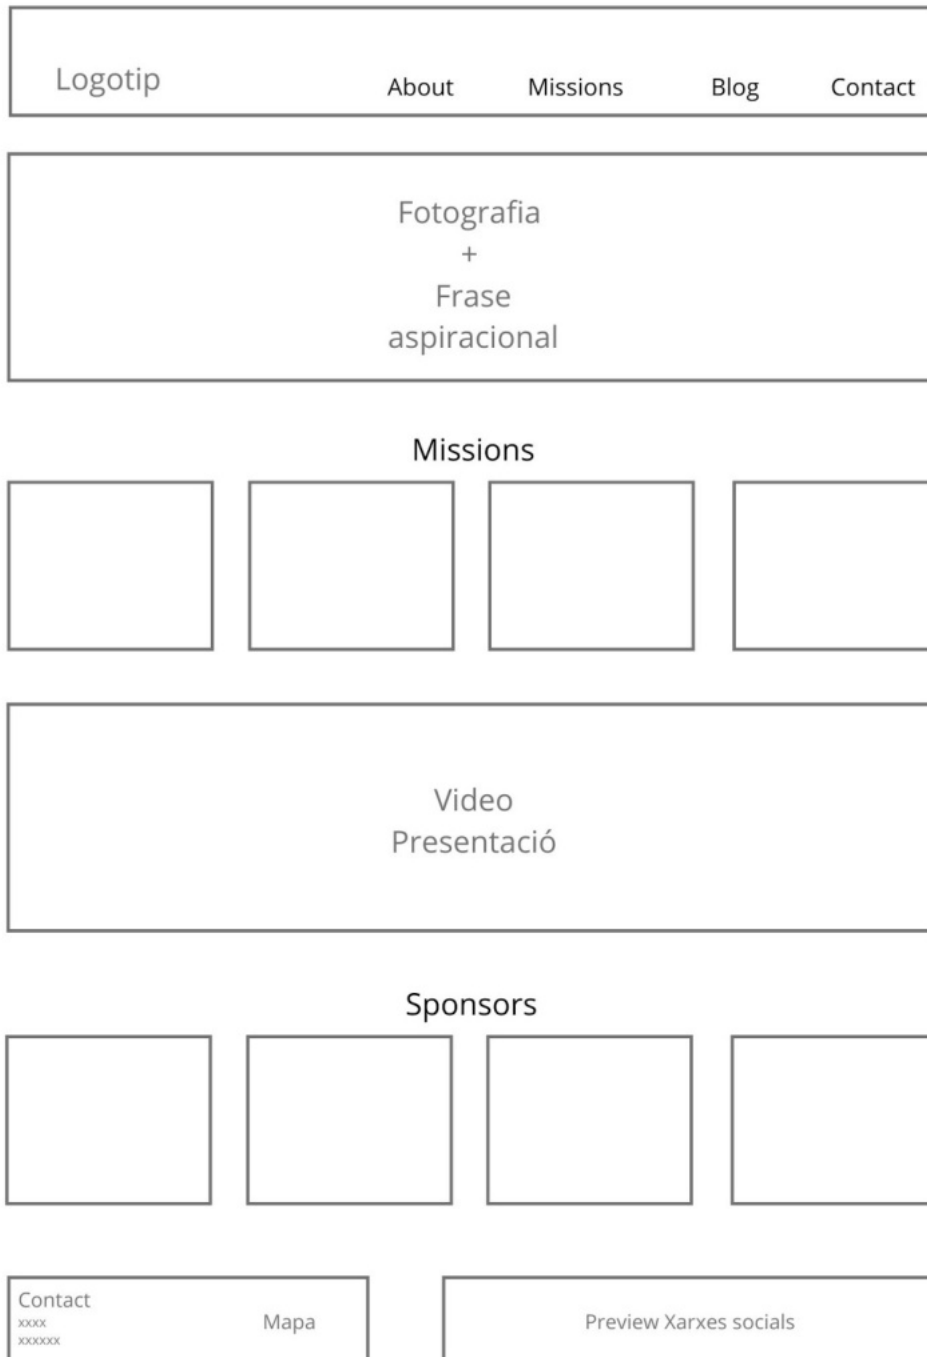 Logotip
About Missions Blog Contact
Fotografia
+
Frase
aspiracional
Missions
Video
Presentació
Sponsors
Contact
xxxx
xxxxxx
Mapa
Preview Xarxes socials